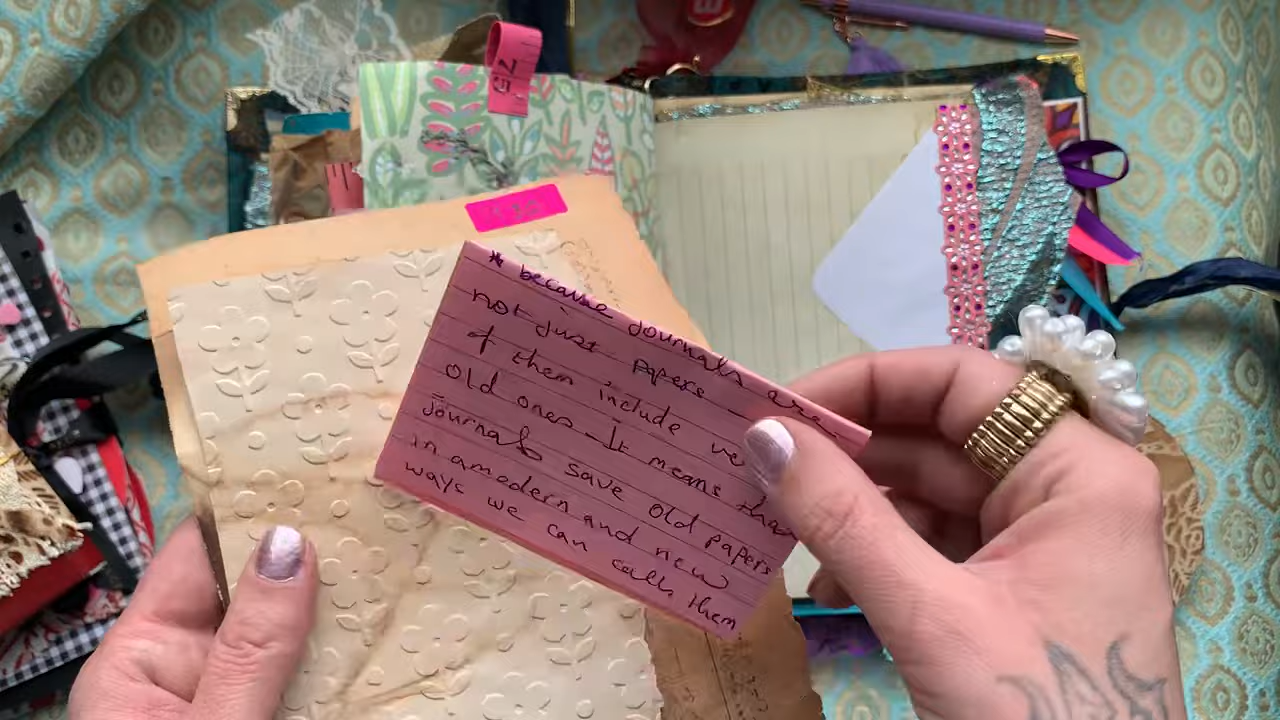 * because journals are
not just papers
of them include
old ones - It means
journals save old papers
in a modern and new
ways we can calls them.